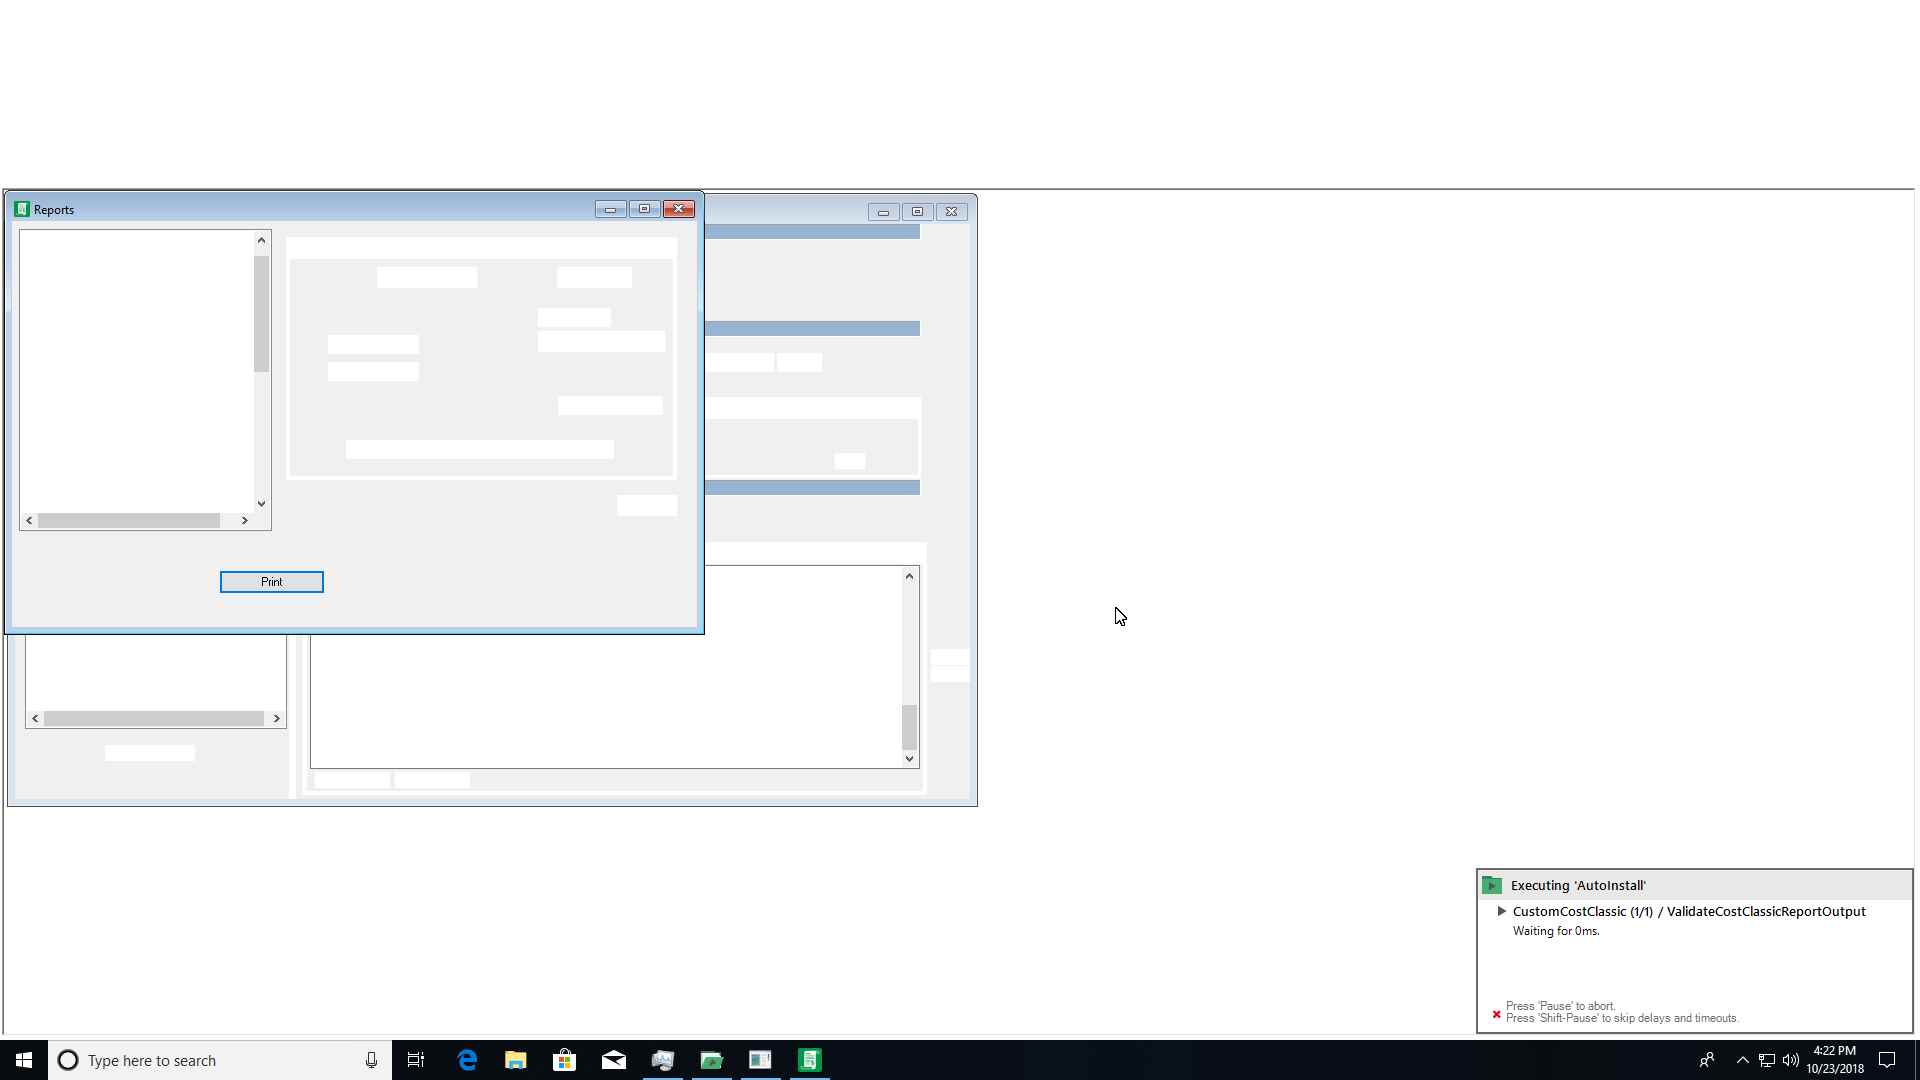 Reports
Print
Executing 'AutoInstall'
CustomCostClassic (1/1) / ValidateCostClassicReportOutput
Waiting for 0ms.
Press 'Pause' to abort.
Press 'Shift-Pause' to skip delays and timeouts.
Type here to search
4:22 PM
10/23/2018